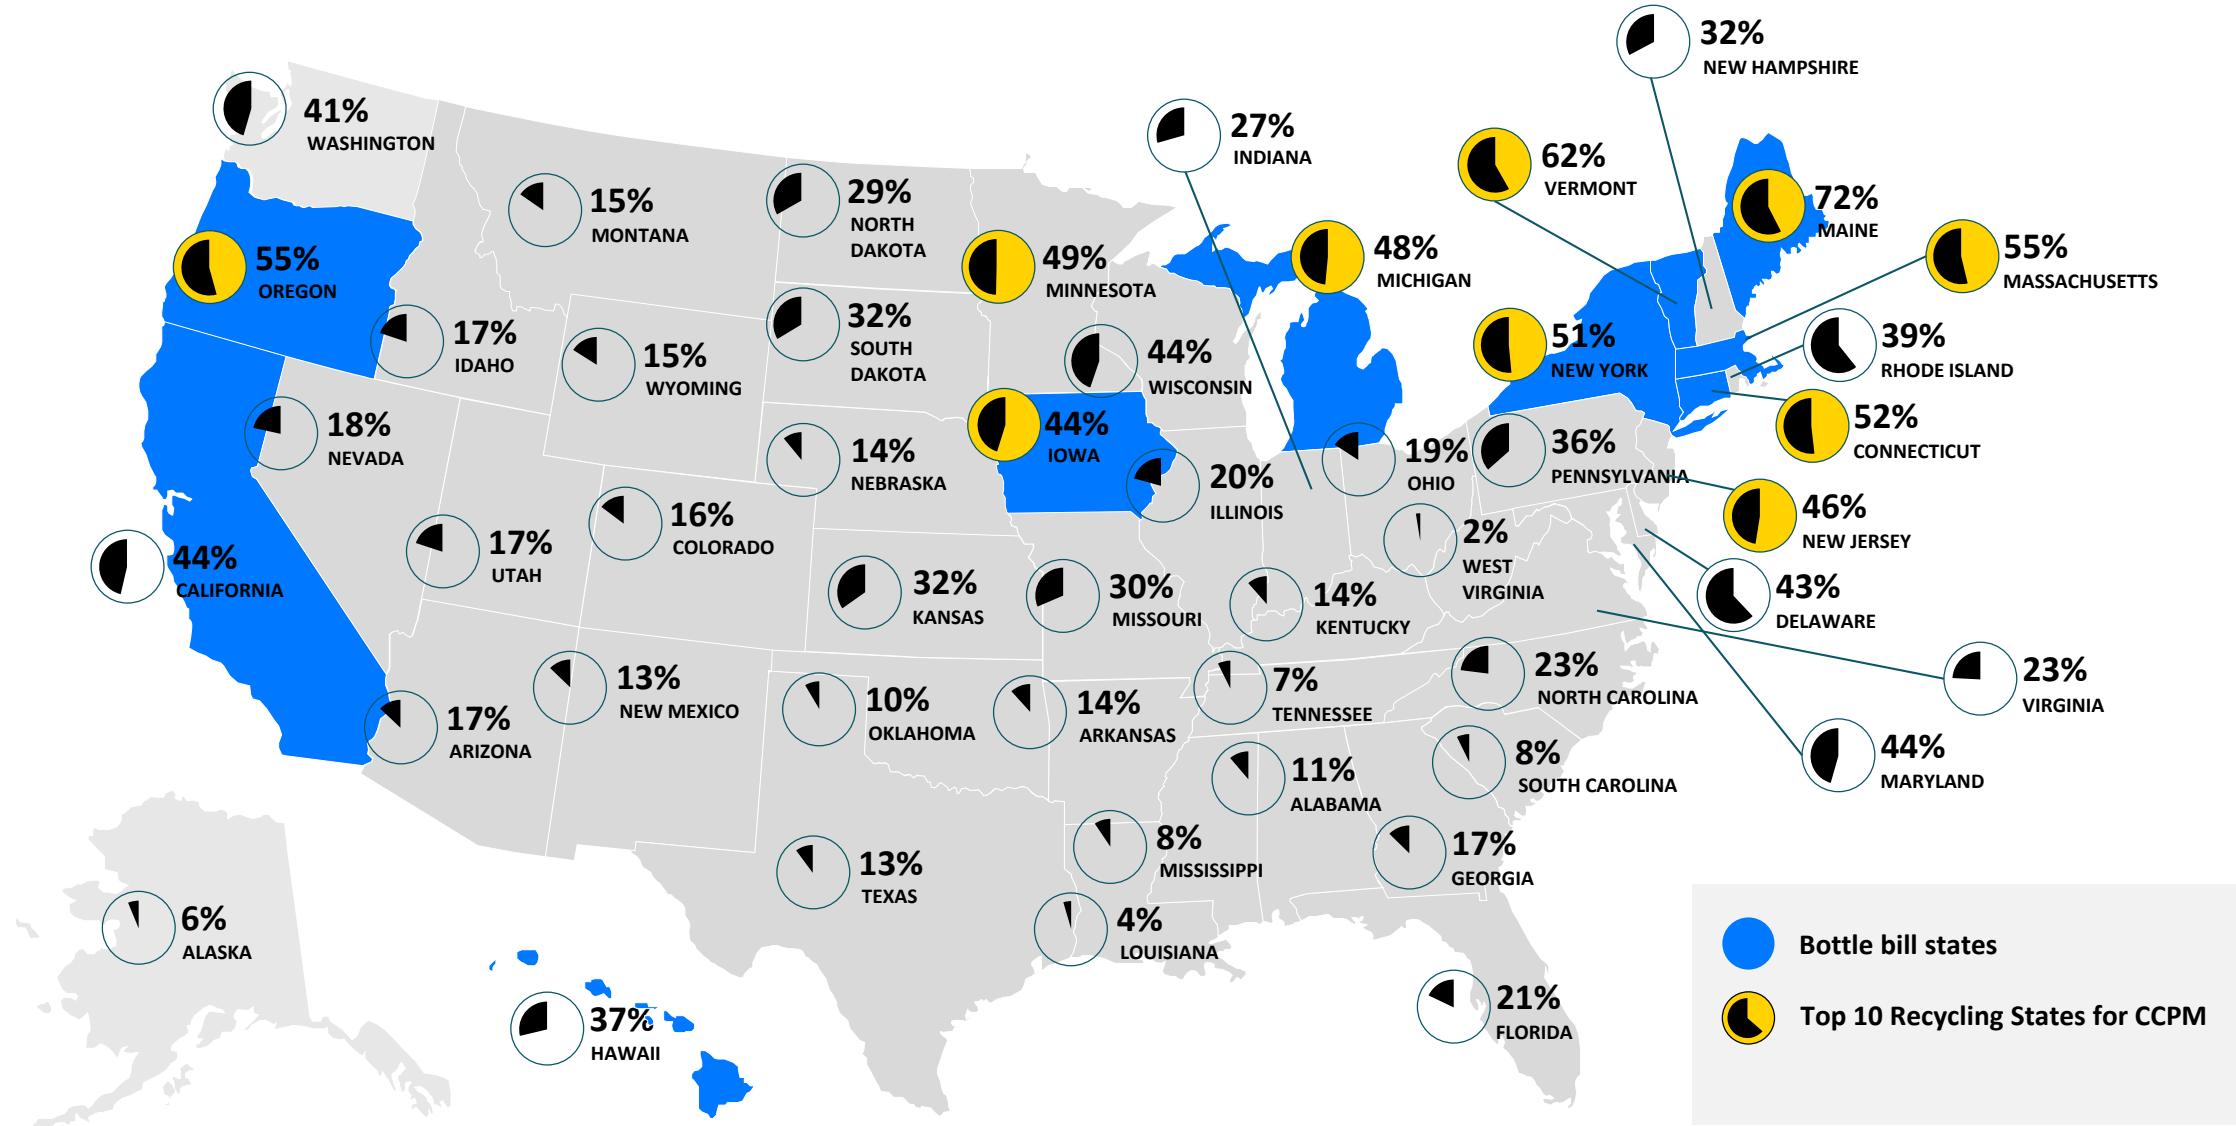 32%
NEW HAMPSHIRE
41%
WASHINGTON
27%
INDIANA
62%
VERMONT
15%
MONTANA
29%
NORTH
DAKOTA
72%
MAINE
55%
OREGON
49%
MINNESOTA
48%
MICHIGAN
55%
MASSACHUSETTS
17%
IDAHO
15%
WYOMING
32%
SOUTH
DAKOTA
44%
WISCONSIN
51%
NEW YORK
39%
RHODE ISLAND
18%
NEVADA
14%
NEBRASKA
44%
IOWA
20%
ILLINOIS
19%
OHIO
36%
PENNSYLVANIA
52%
CONNECTICUT
46%
NEW JERSEY
44%
CALIFORNIA
17%
UTAH
16%
COLORADO
32%
KANSAS
30%
MISSOURI
14%
KENTUCKY
2%
WEST
VIRGINIA
43%
DELAWARE
17%
ARIZONA
13%
NEW MEXICO
10%
OKLAHOMA
14%
ARKANSAS
7%
TENNESSEE
23%
NORTH CAROLINA
23%
VIRGINIA
11%
ALABAMA
8%
SOUTH CAROLINA
44%
MARYLAND
13%
TEXAS
8%
MISSISSIPPI
17%
GEORGIA
6%
ALASKA
4%
LOUISIANA
37%
HAWAII
21%
FLORIDA
Bottle bill states
Top 10 Recycling States for CCPM